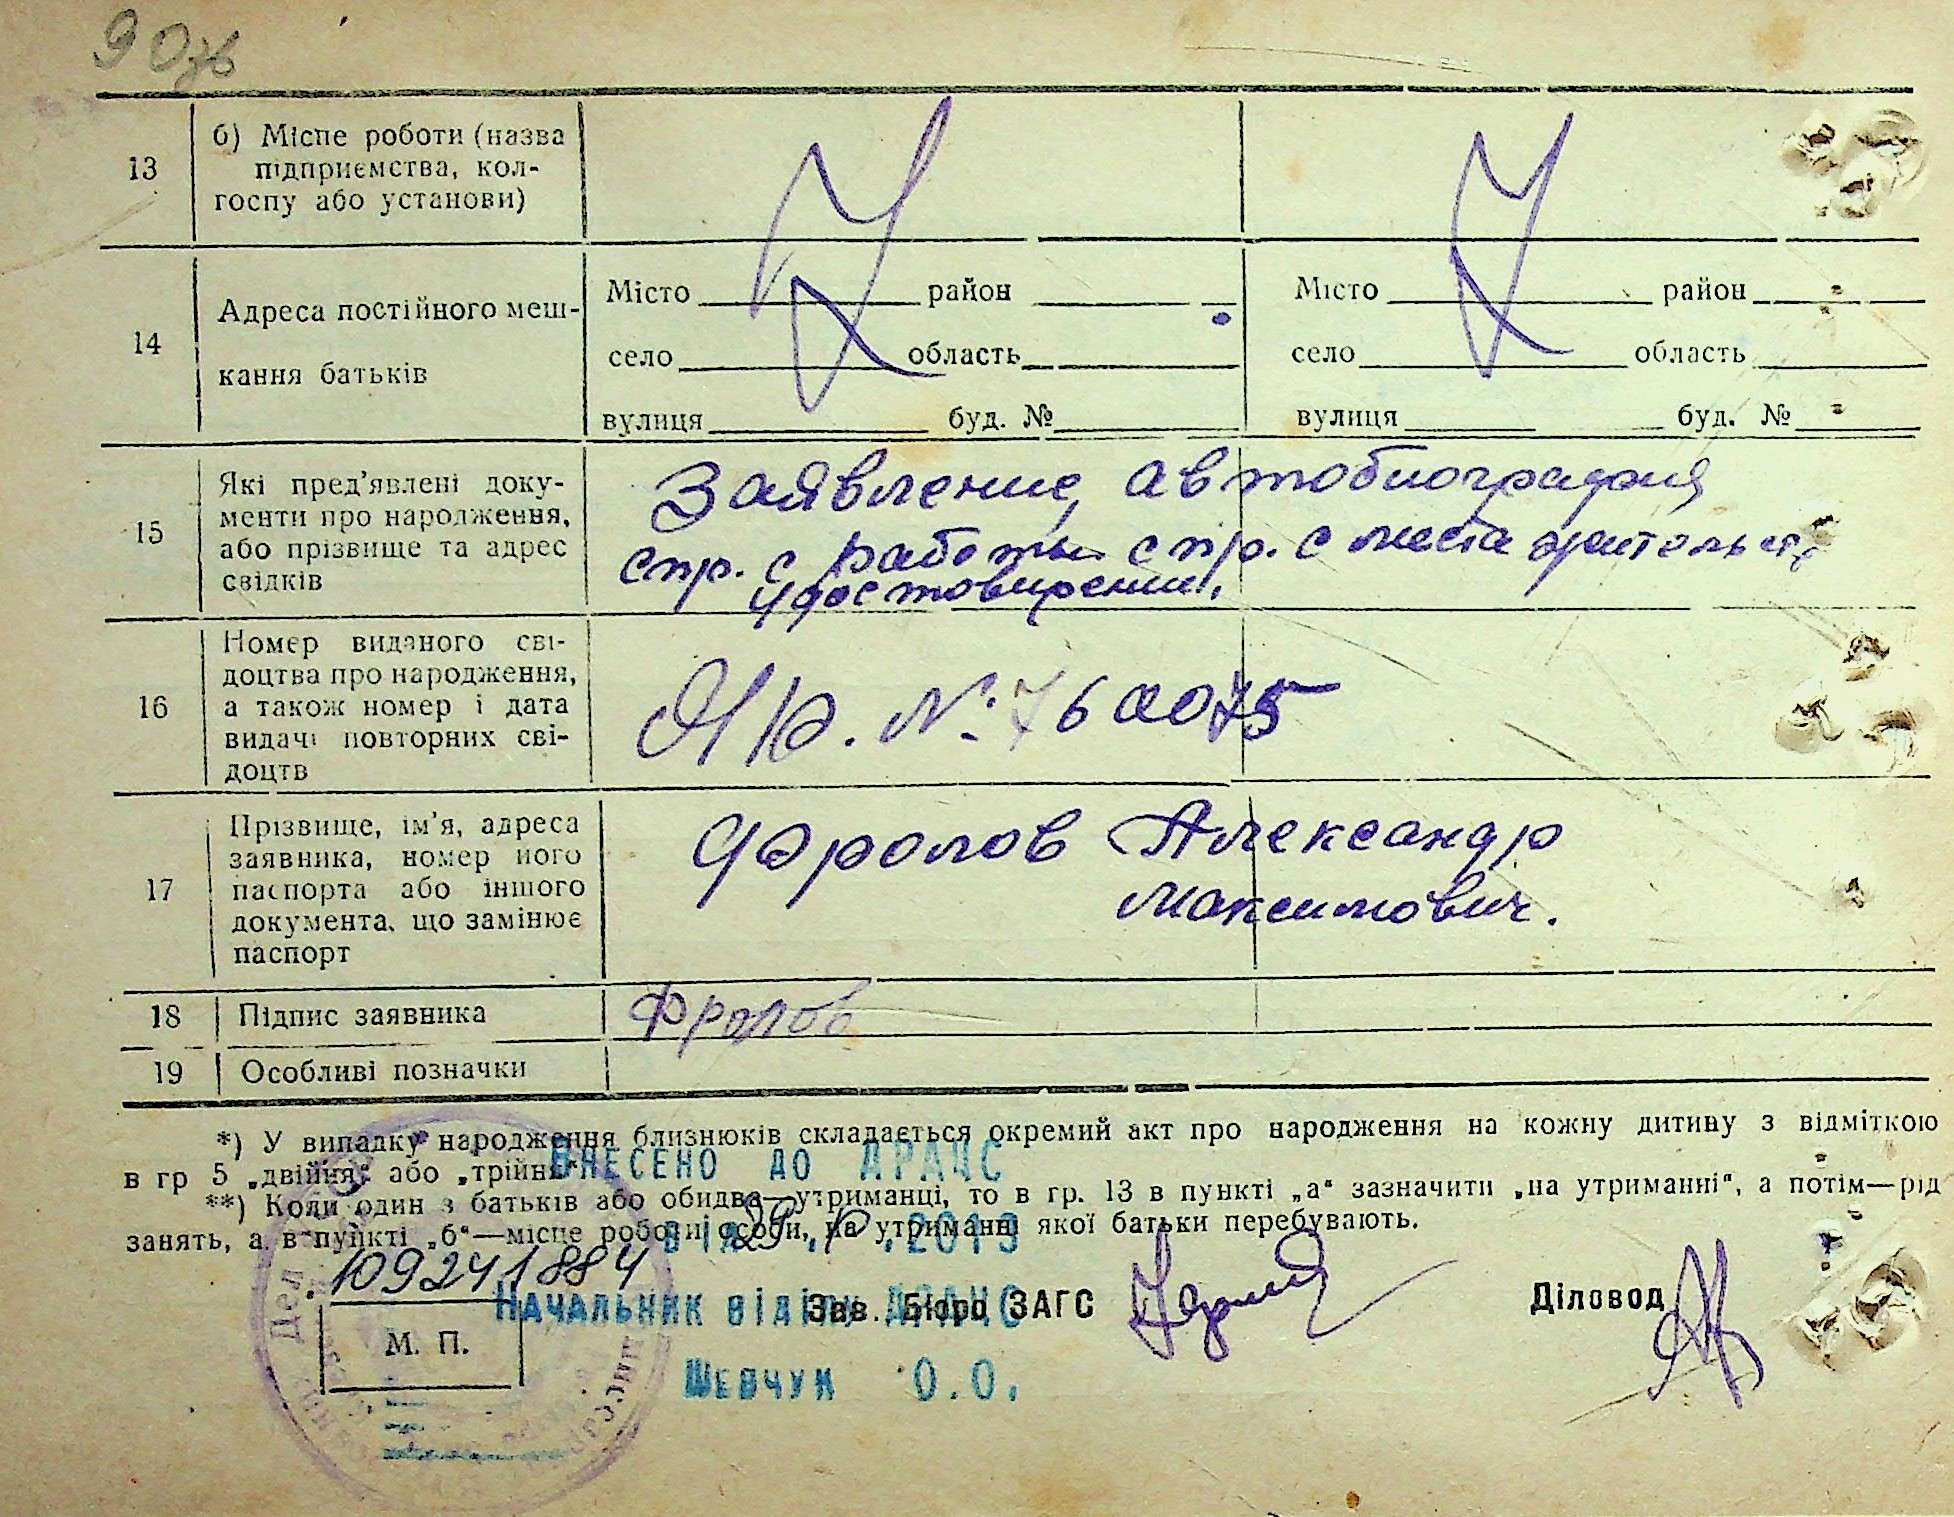 90зв
13
б) Місце роботи (назва
підприємства, кол-
госпу або установи)
14
Адреса постійного меш-
кання батьків
Місто район
село область
вулиця буд. №
Місто район
село область
вулиця буд. №
15
Які пред'явлені доку-
менти про народження,
або прізвище та адрес
свідків
Заявление, автобиография
спр. с работы спр. с места жительст
удостовирении.
16
Номер виданого сві-
доцтва про народження,
а також номер і дата
видачі повторних сві-
доцтв
ЯЮ. №: 760075
17
Прізвище, ім'я, адреса
заявника, номер його
паспорта або іншого
документа, що замінює
паспорт
Фролов Александр
Максимович.
18
Підпис заявника
Фролов
19
Особливі позначки
*) У випадку народження близнюків складається окремий акт про народження на кожну дитину з відміткою
в гр 5 „двійня“ або „трійня“
**) Коли один з батьків або обидва—утриманці, то в гр. 13 в пункті „а“ зазначити „на утриманні“, а потім—рід
занять, а в пункті „б“—місце роботи особи, на утриманні якої батьки перебувають.
ВНЕСЕНО ДО ДРАЦС
109241884
Начальник відділу ДРАЦС
Зав. Бюро ЗАГС
Діловод
М. П.
Шевчук О.О.